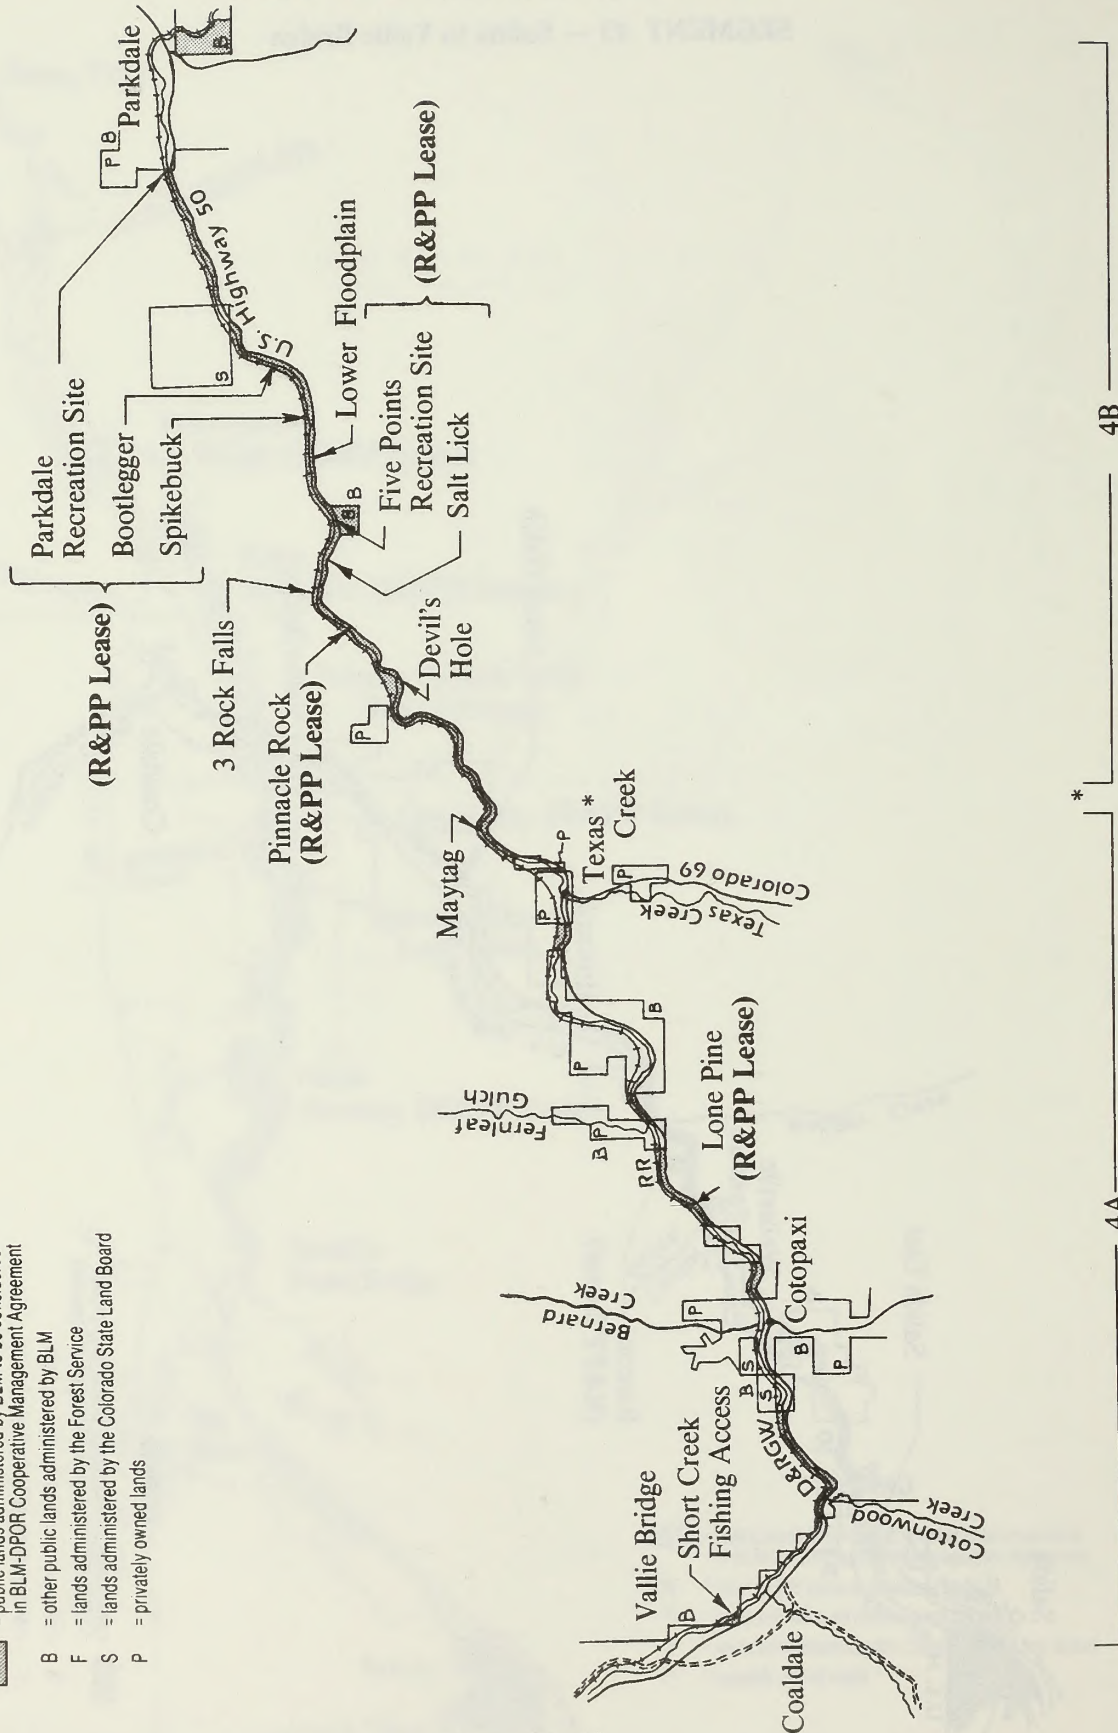 public lands administered by BLM to be
in BLM-DPOR Cooperative Management Agreement
B = other public lands administered by BLM
F = lands administered by the Forest Service
S = lands administered by the Colorado State Land Board
P = privately owned lands
Parkdale
Recreation Site
Bootlegger
Spikebuck
(R&PP Lease)
3 Rock Falls
Pinnacle Rock
(R&PP Lease)
Maytag
P B
Parkdale
B
U.S. Highway 50
S
Lower Floodplain
B
B
Five Points
Recreation Site
Salt Lick
(R&PP Lease)
Devil's
Hole
P
P
P
Texas *
Creek
P
Colorado 69
Texas Creek
B
P
Fernleaf
Gulch
B
P
RR
Lone Pine
(R&PP Lease)
Bernard
Creek
P
Cotopaxi
S
B
S
B
P
D&RGW
Vallie Bridge
Short Creek
Fishing Access
B
Cottonwood
Creek
Coaldale
4A
*
4B